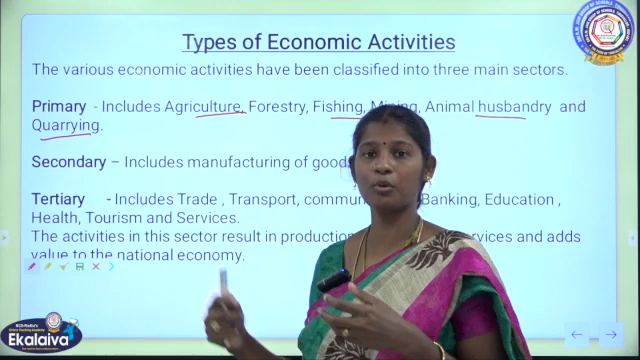 Types of Economic Activities
The various economic activities have been classified into three main sectors.
Primary - Includes Agriculture, Forestry, Fishing, Mining, Animal husbandry and
Quarrying.
Secondary – Includes manufacturing of goods
Tertiary - Includes Trade , Transport, commun Banking, Education ,
Health, Tourism and Services.
The activities in this sector result in production ervices and adds
value to the national economy.
Ekalaiva